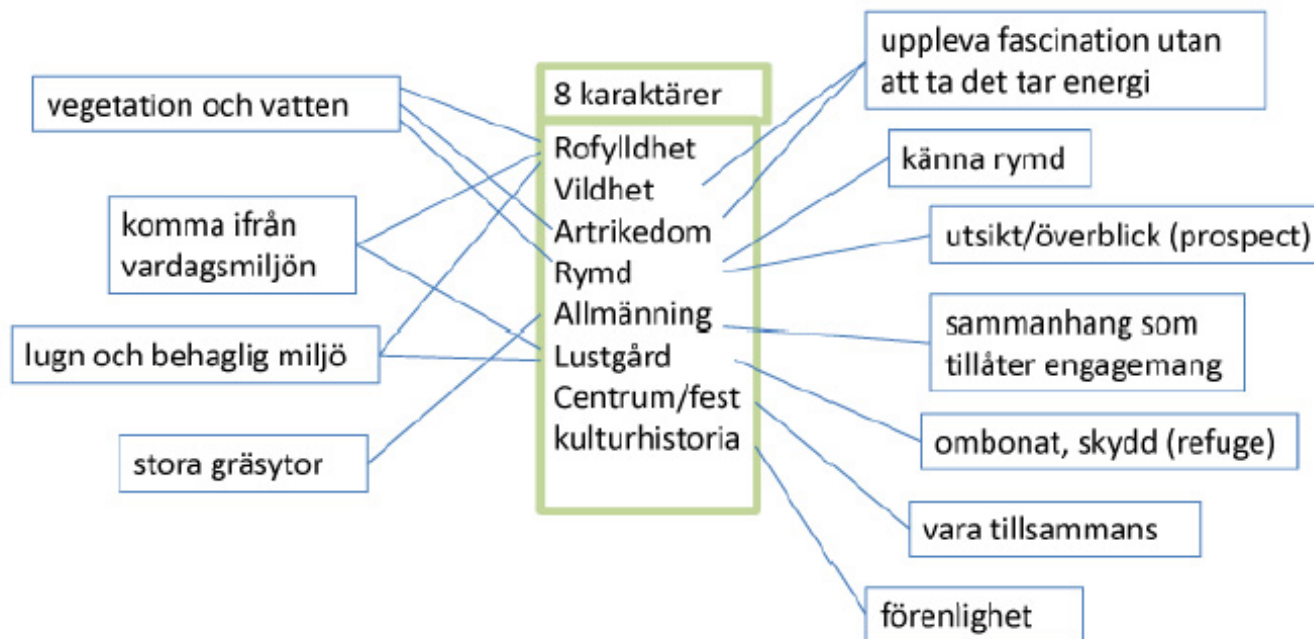 vegetation och vatten
komma ifrån
vardagsmiljön
lugn och behaglig miljö
stora gräsytor
8 karaktärer
Rofylldhet
Vildhet
Artrikedom
Rymd
Allmänning
Lustgård
Centrum/fest
kulturhistoria
uppleva fascination utan
att ta det tar energi
känna rymd
utsikt/överblick (prospect)
sammanhang som
tillåter engagemang
ombonat, skydd (refuge)
vara tillsammans
förenlighet